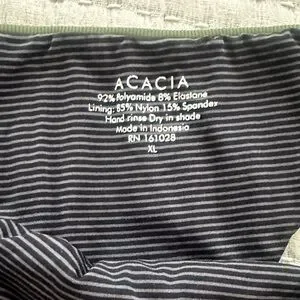 ACACIA
92% Polyamide 8% Elastane
Lining: 85% Nylon 15% Spandex
Hand rinse Dry in shade
Made in Indonesia
RN 161028
XL